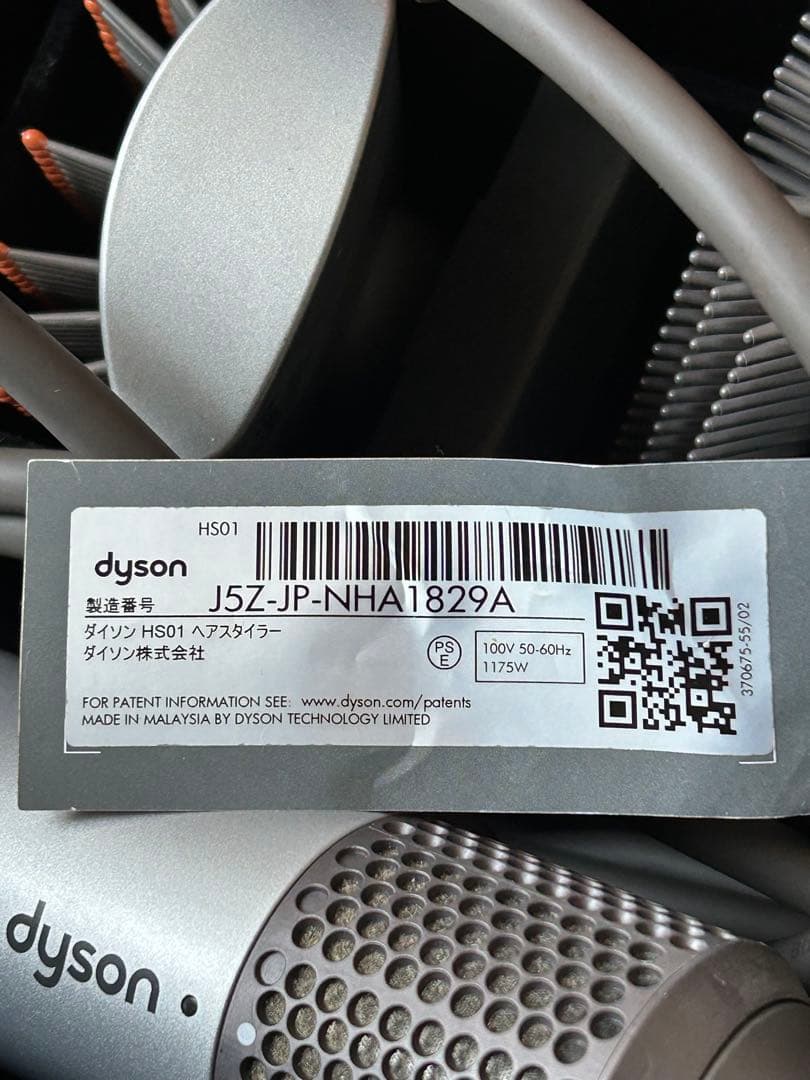 HS01
dyson
製造番号 J5Z-JP-NHA1829A
ダイソン HS01 ヘアスタイラー
ダイソン株式会社
PS
E
100V 50-60Hz
1175W
370675-55/02
FOR PATENT INFORMATION SEE: www.dyson.com/patents
MADE IN MALAYSIA BY DYSON TECHNOLOGY LIMITED
dyson